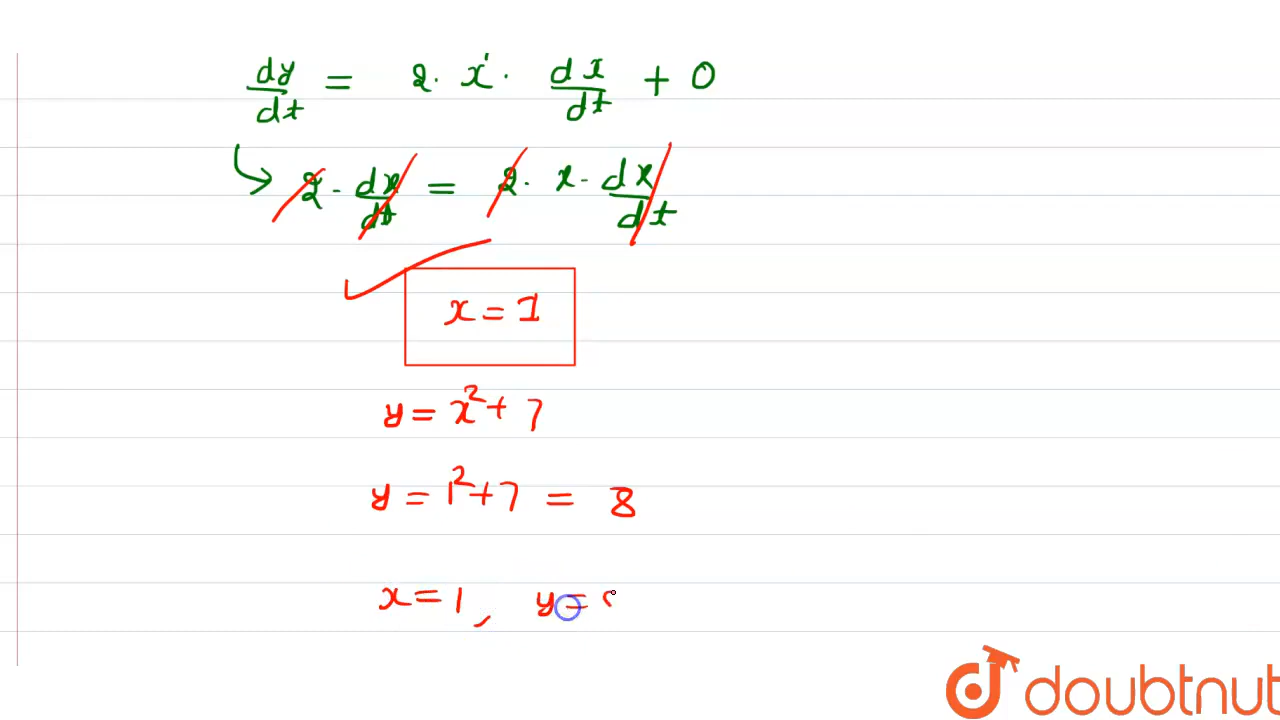 dy/dt = 2· x¹· dx/dt + 0
2· dx/dt = 2· x· dx/dt
x = 1
y = x² + 7
y = 1² + 7 = 8
x = 1, y =
doubtnut